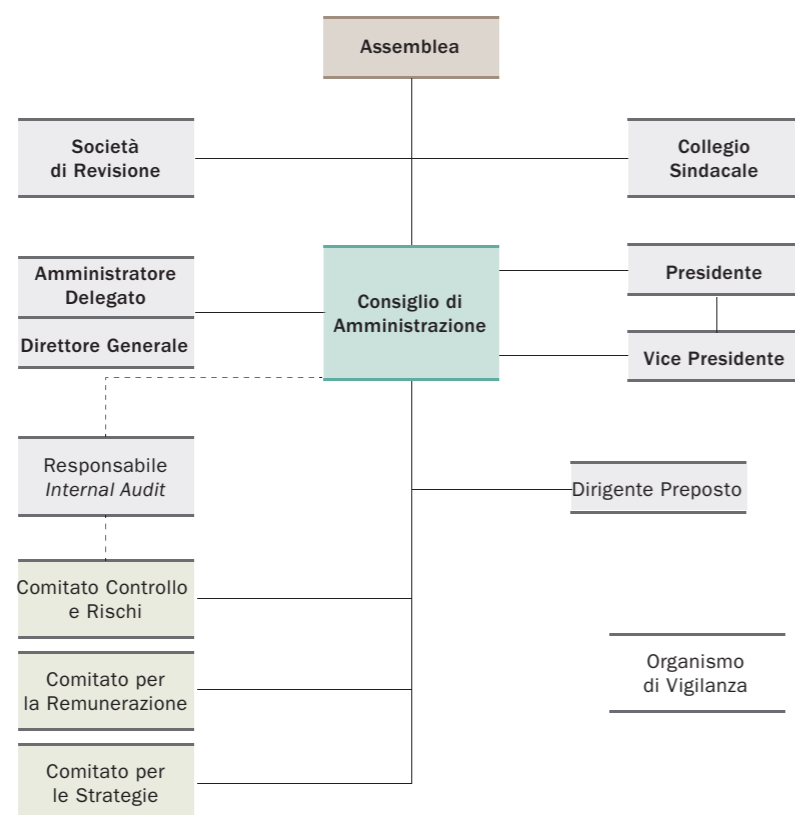 Assemblea
Società
di Revisione
Collegio
Sindacale
Amministratore
Delegato
Direttore Generale
Consiglio di
Amministrazione
Presidente
Vice Presidente
Responsabile
Internal Audit
Dirigente Preposto
Comitato Controllo
e Rischi
Comitato per
la Remunerazione
Organismo
di Vigilanza
Comitato per
le Strategie